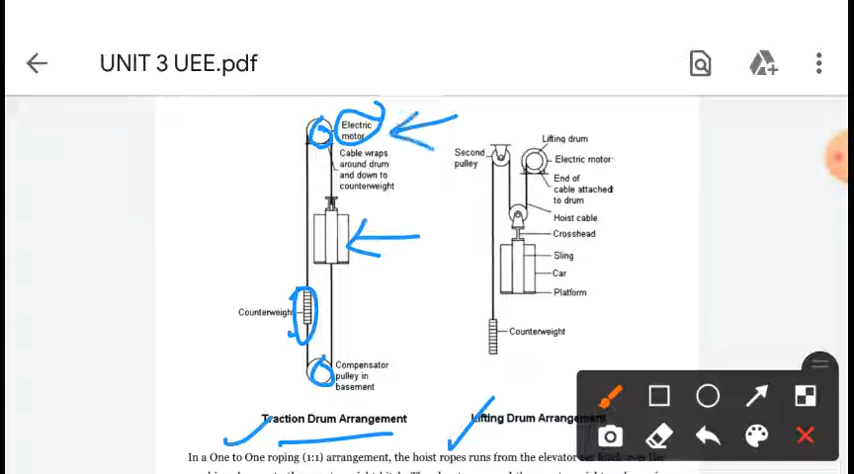 UNIT 3 UEE.pdf
Electric
motor
Cable wraps
around drum
and down to
counterweight
Counterweight
Compensator
pulley in
basement
Traction Drum Arrangement
Lifting drum
Second
pulley
Electric motor
End of
cable attached
to drum
Hoist cable
Crosshead
Sling
Car
Platform
Counterweight
Lifting Drum Arrangement
In a One to One roping (1:1) arrangement, the hoist ropes runs from the elevator